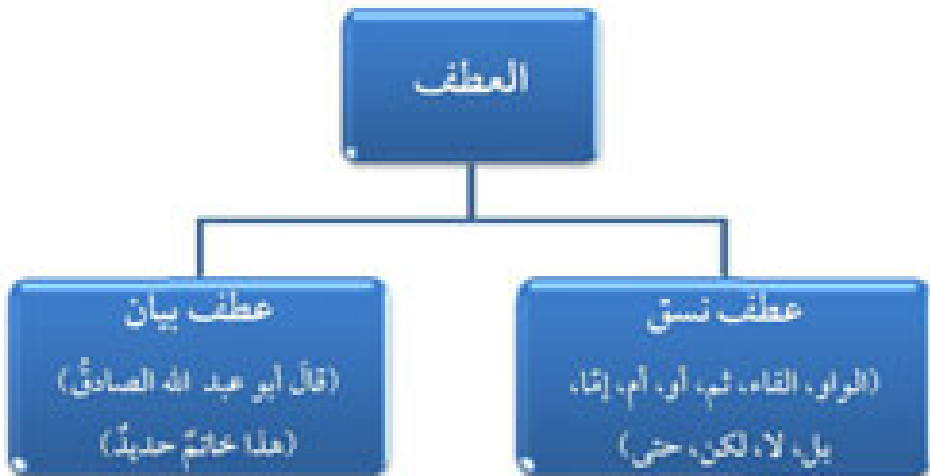 العطف
عطف نسق
(الواو، الفاء، ثم، أو، أم، إمّا،
بل، لا، لكن، حتى)
عطف بيان
(قال أبو عبد الله الصادقُ)
(هذا خاتمٌ حديدٌ)